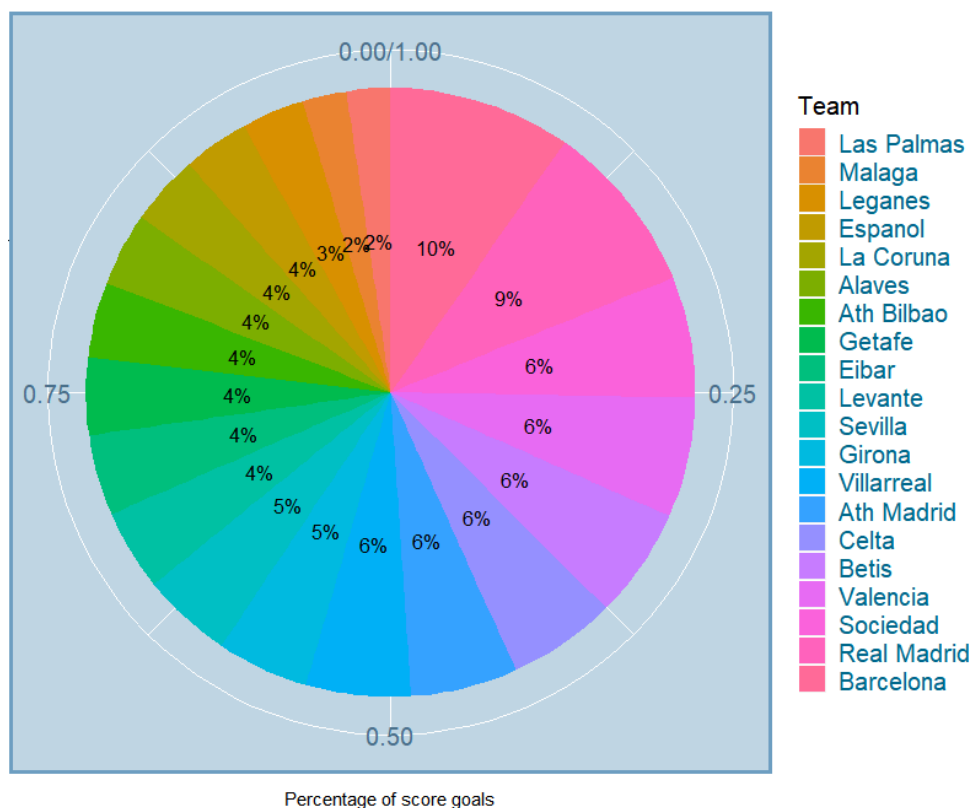 0.00/1.00
10%
9%
6%
0.25
6%
6%
6%
6%
6%
0.50
5%
5%
4%
4%
4%
0.75
4%
4%
4%
4%
3%
2%
2%
Percentage of score goals
Team
Las Palmas
Malaga
Leganes
Espanol
La Coruna
Alaves
Ath Bilbao
Getafe
Eibar
Levante
Sevilla
Girona
Villarreal
Ath Madrid
Celta
Betis
Valencia
Sociedad
Real Madrid
Barcelona